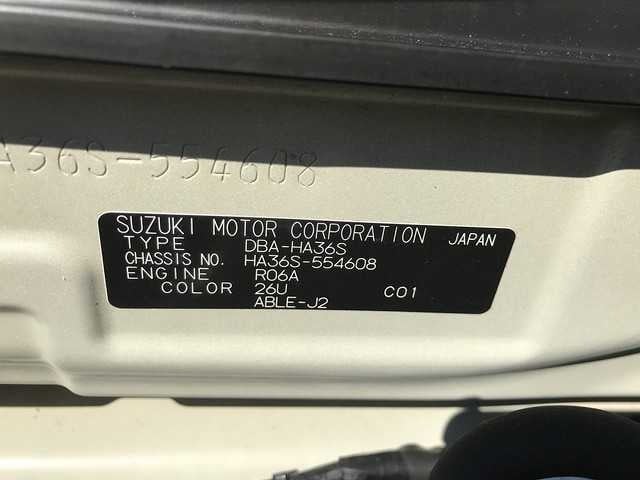 A36S-554608
SUZUKI MOTOR CORPORATION JAPAN
TYPE DBA-HA36S
CHASSIS NO. HA36S-554608
ENGINE R06A
COLOR 26U C01
ABLE-J2